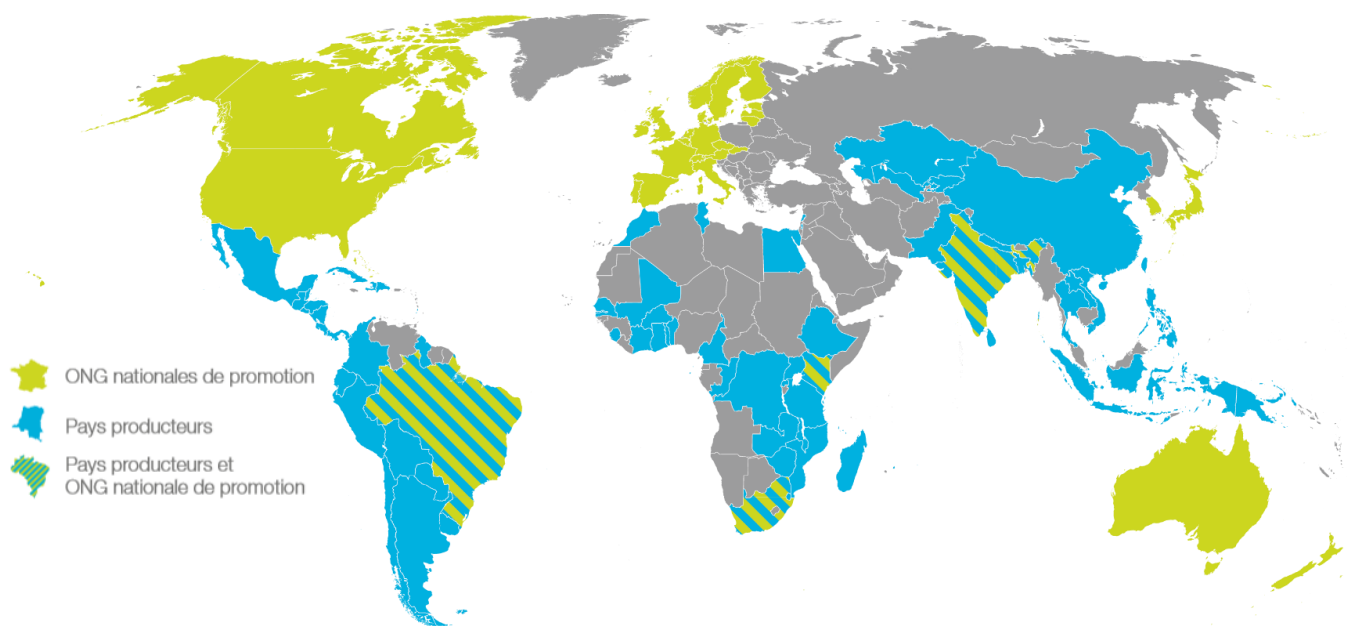 ONG nationales de promotion
Pays producteurs
Pays producteurs et
ONG nationale de promotion